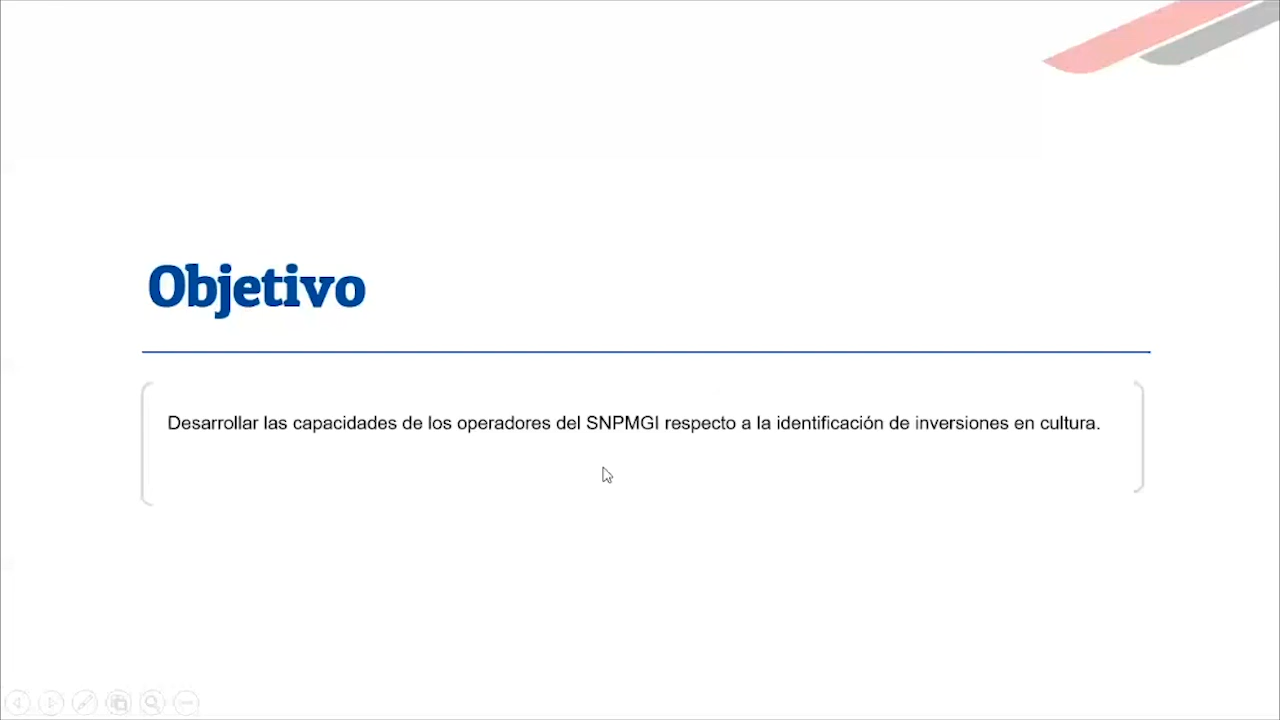 Objetivo
Desarrollar las capacidades de los operadores del SNPMGI respecto a la identificación de inversiones en cultura.